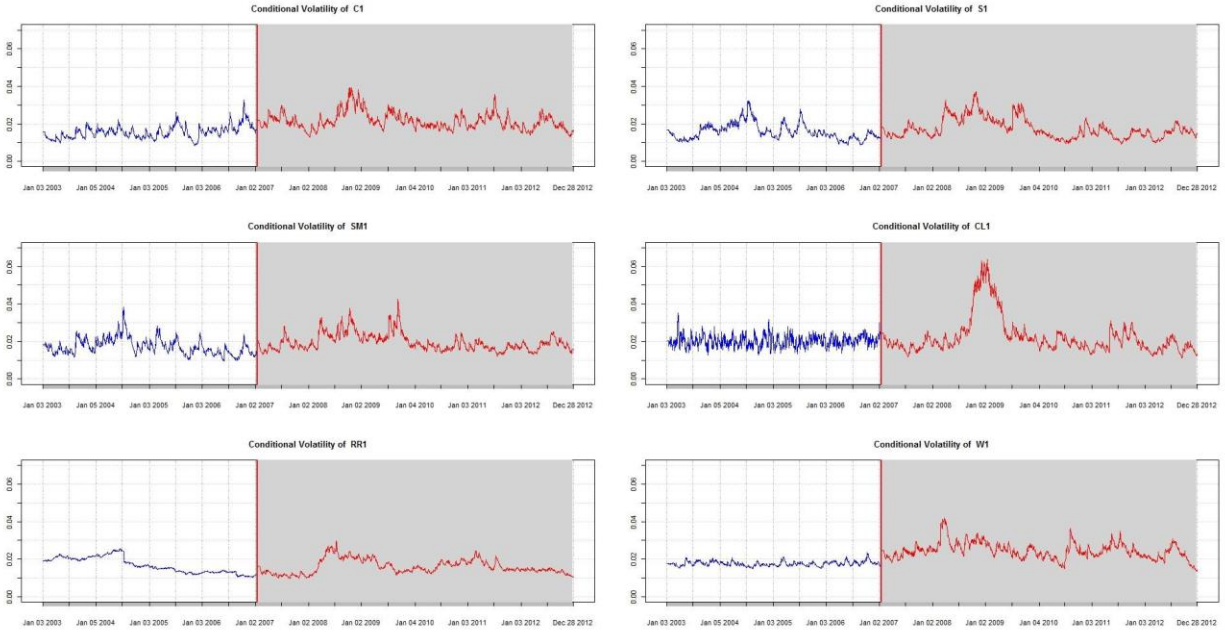 Conditional Volatility of C1
0.06
0.04
0.02
0.00
Jan 03 2003 Jan 05 2004 Jan 03 2005 Jan 03 2006 Jan 02 2007 Jan 02 2008 Jan 02 2009 Jan 04 2010 Jan 03 2011 Jan 03 2012 Dec 28 2012
Conditional Volatility of S1
0.06
0.04
0.02
0.00
Jan 03 2003 Jan 05 2004 Jan 03 2005 Jan 03 2006 Jan 02 2007 Jan 02 2008 Jan 02 2009 Jan 04 2010 Jan 03 2011 Jan 03 2012 Dec 28 2012
Conditional Volatility of SM1
0.06
0.04
0.02
0.00
Jan 03 2003 Jan 05 2004 Jan 03 2005 Jan 03 2006 Jan 02 2007 Jan 02 2008 Jan 02 2009 Jan 04 2010 Jan 03 2011 Jan 03 2012 Dec 28 2012
Conditional Volatility of CL1
0.06
0.04
0.02
0.00
Jan 03 2003 Jan 05 2004 Jan 03 2005 Jan 03 2006 Jan 02 2007 Jan 02 2008 Jan 02 2009 Jan 04 2010 Jan 03 2011 Jan 03 2012 Dec 28 2012
Conditional Volatility of RR1
0.06
0.04
0.02
0.00
Jan 03 2003 Jan 05 2004 Jan 03 2005 Jan 03 2006 Jan 02 2007 Jan 02 2008 Jan 02 2009 Jan 04 2010 Jan 03 2011 Jan 03 2012 Dec 28 2012
Conditional Volatility of W1
0.06
0.04
0.02
0.00
Jan 03 2003 Jan 05 2004 Jan 03 2005 Jan 03 2006 Jan 02 2007 Jan 02 2008 Jan 02 2009 Jan 04 2010 Jan 03 2011 Jan 03 2012 Dec 28 2012